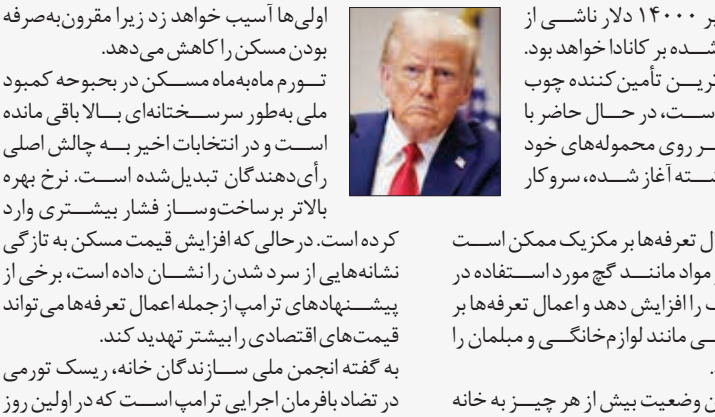 بر ۱۴۰۰۰ دلار ناشی از
شده بر کانادا خواهد بود.
ترین تأمین‌کننده چوب
است، در حال حاضر با
بر روی محموله‌های خود
شته آغاز شده، سروکار
ل تعرفه‌ها بر مکزیک ممکن است
مواد مانند گچ مورد استفاده در
را افزایش دهد و اعمال تعرفه‌ها بر
ی مانند لوازم‌خانگی و مبلمان را
ن وضعیت بیش از هر چیز به خانه
اولی‌ها آسیب خواهد زد زیرا مقرون‌به‌صرفه
بودن مسکن را کاهش می‌دهد.
تورم ماه‌به‌ماه مسکن در بحبوحه کمبود
ملی به‌طور سرسختانه‌ای بالا باقی مانده
است و در انتخابات اخیر به چالش اصلی
رأی‌دهندگان تبدیل‌شده است. نرخ بهره
بالاتر برساخت‌وساز فشار بیشتری وارد
کرده است. درحالی‌که افزایش قیمت مسکن به تازگی
نشانه‌هایی از سرد شدن را نشان داده است، برخی از
پیشنهادهای ترامپ ازجمله اعمال تعرفه‌ها می‌تواند
قیمت‌های اقتصادی را بیشتر تهدید کند.
به گفته انجمن ملی سازندگان خانه، ریسک تورمی
در تضاد بافرمان اجرایی ترامپ است که در اولین روز